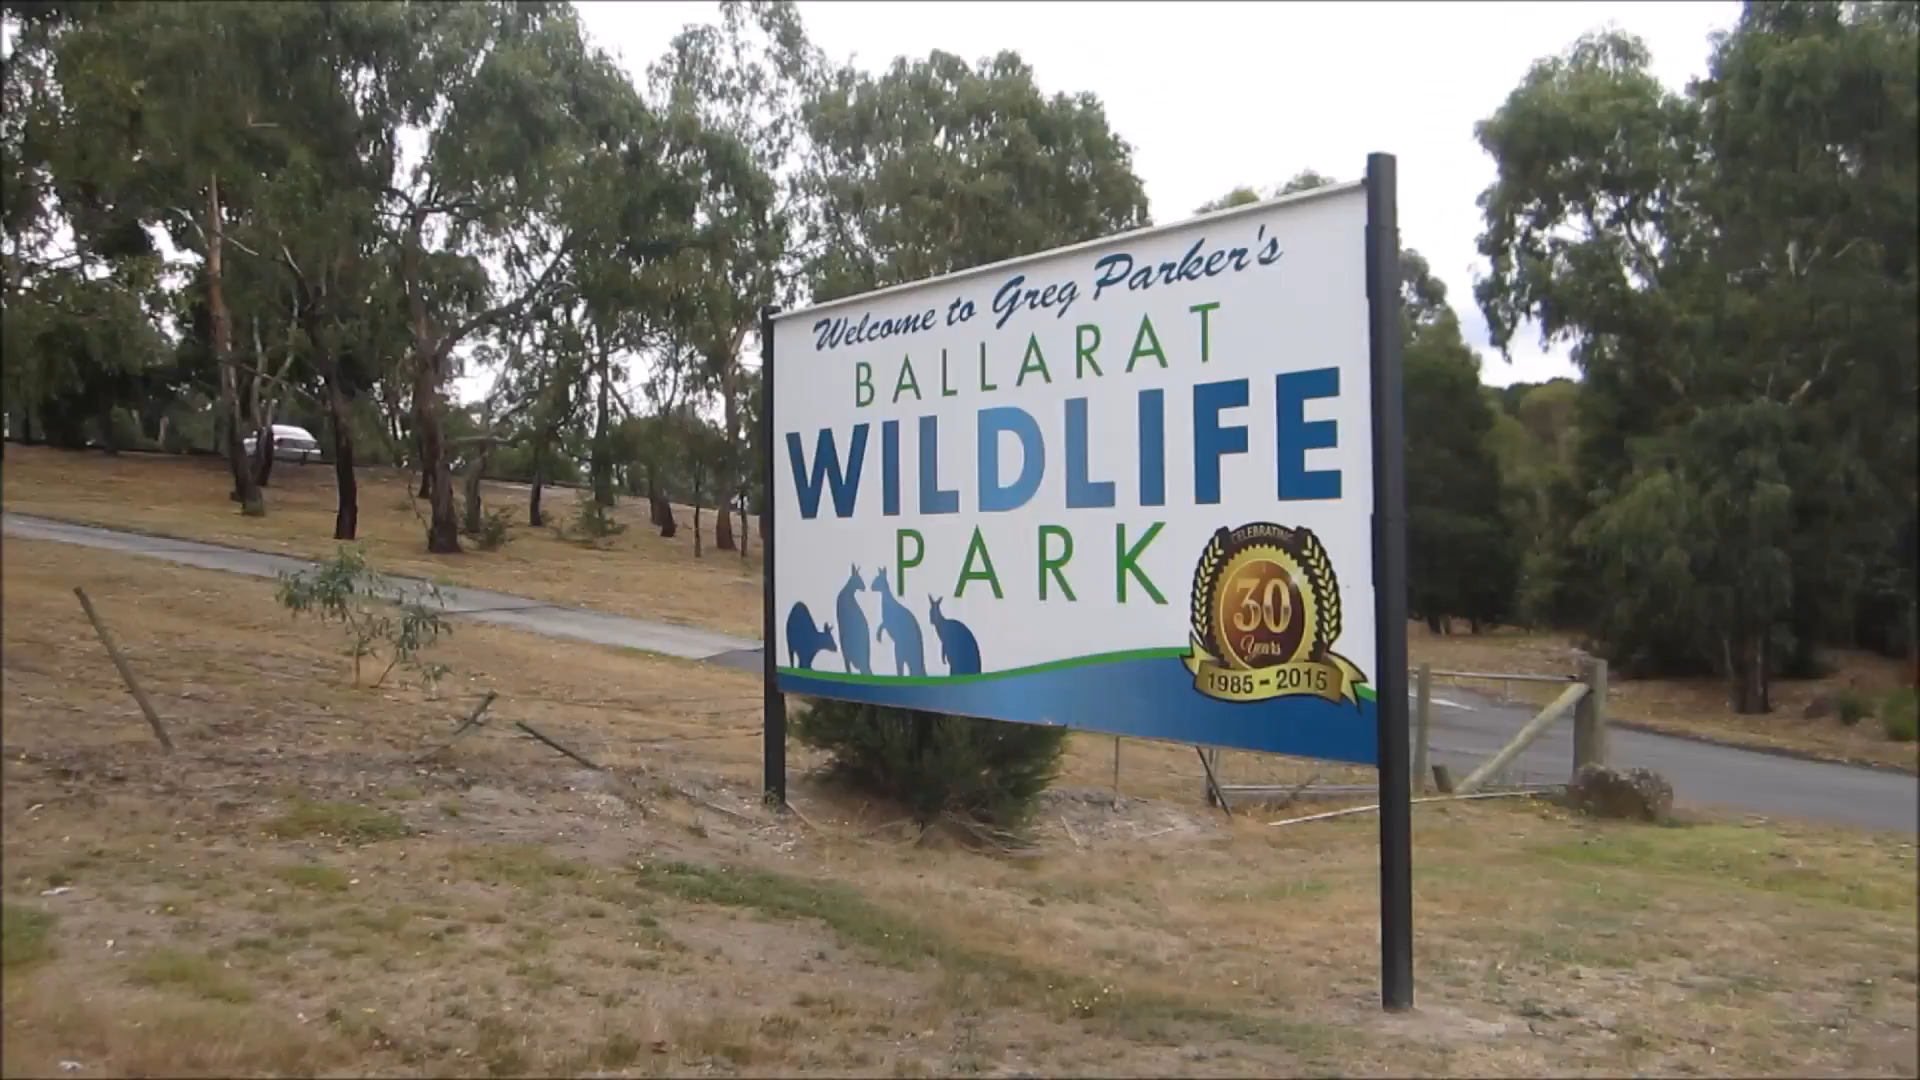 Welcome to Greg Parker's
BALLARAT
WILDLIFE
PARK
CELEBRATING
30
Years
1985 - 2015